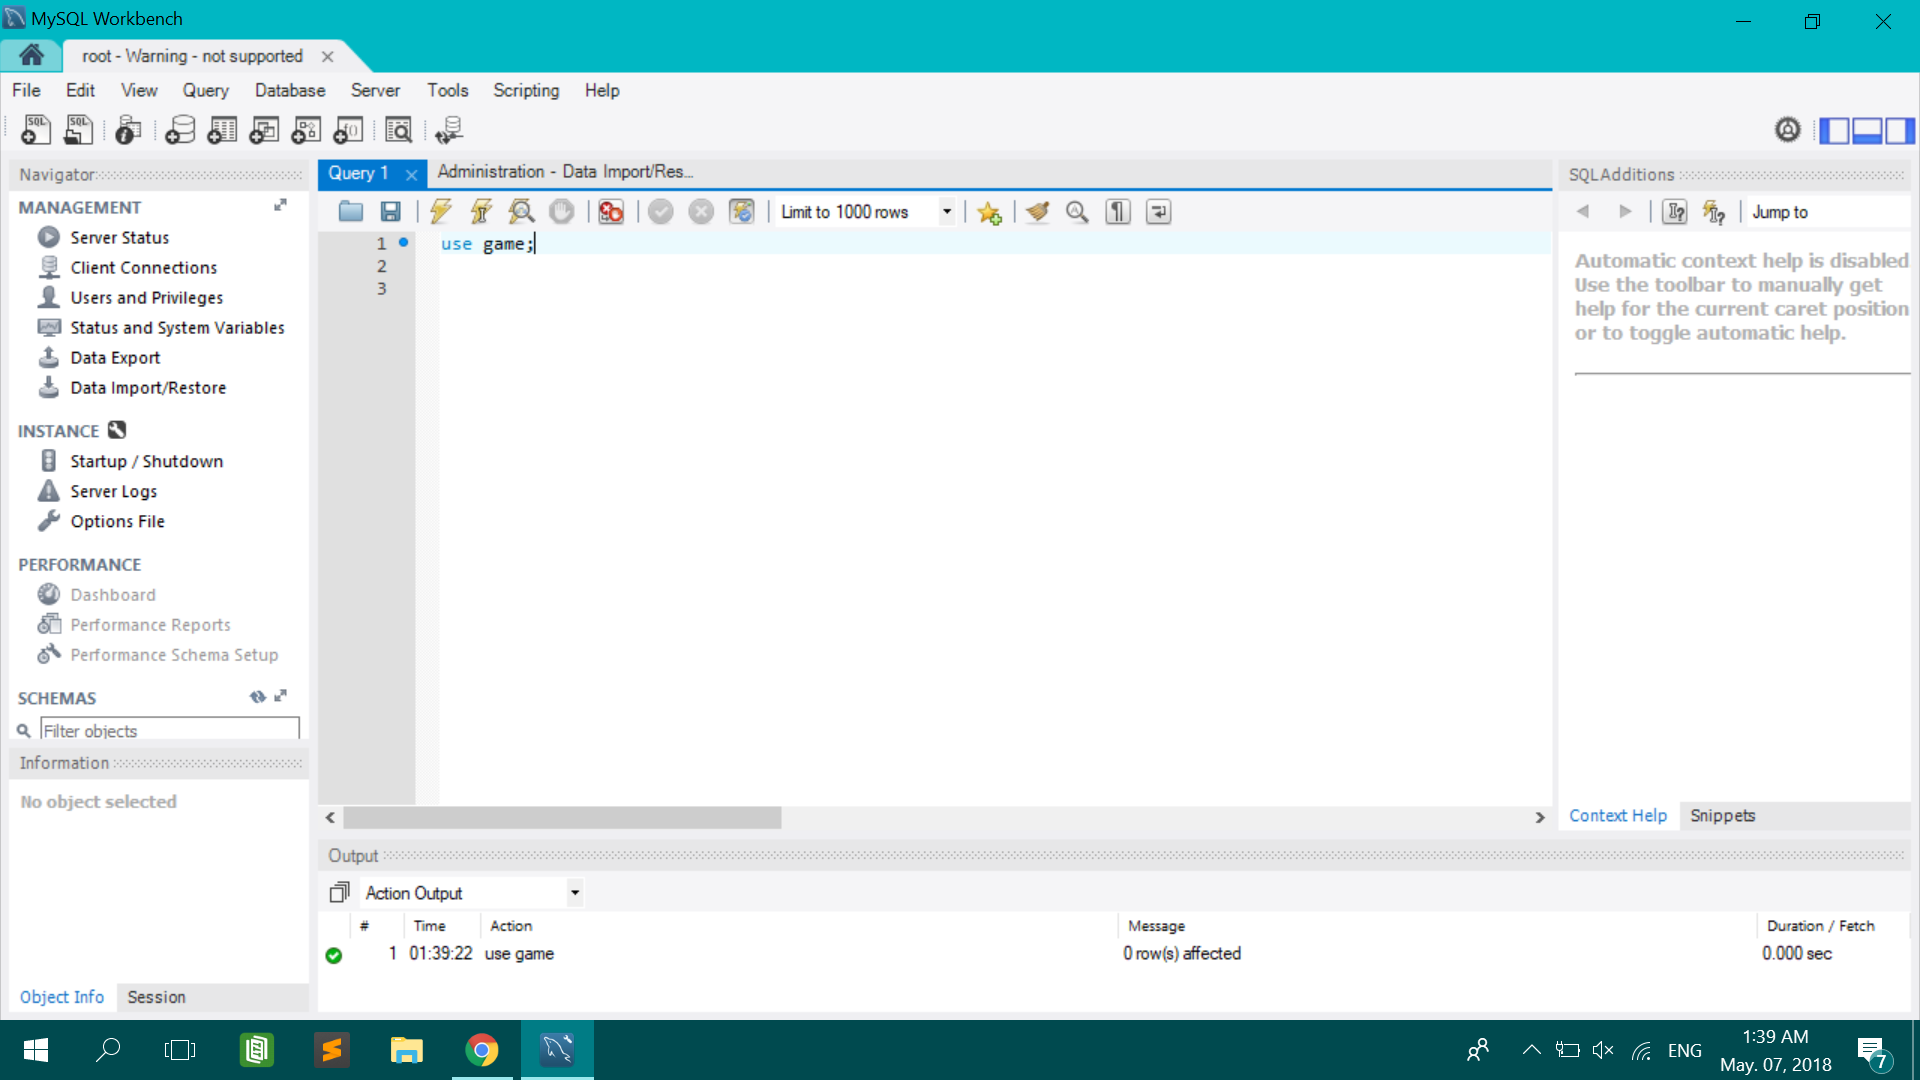 MySQL Workbench
root - Warning - not supported
File Edit View Query Database Server Tools Scripting Help
Navigator
MANAGEMENT
Server Status
Client Connections
Users and Privileges
Status and System Variables
Data Export
Data Import/Restore
INSTANCE
Startup / Shutdown
Server Logs
Options File
PERFORMANCE
Dashboard
Performance Reports
Performance Schema Setup
SCHEMAS
Filter objects
Information
No object selected
Object Info Session
Query 1 Administration - Data Import/Res...
Limit to 1000 rows
1 use game;
2
3
SQLAdditions
Jump to
Automatic context help is disabled
Use the toolbar to manually get
help for the current caret position
or to toggle automatic help.
Context Help Snippets
Output
Action Output
# Time Action Message Duration / Fetch
1 01:39:22 use game 0 row(s) affected 0.000 sec
ENG
1:39 AM
May. 07, 2018
7